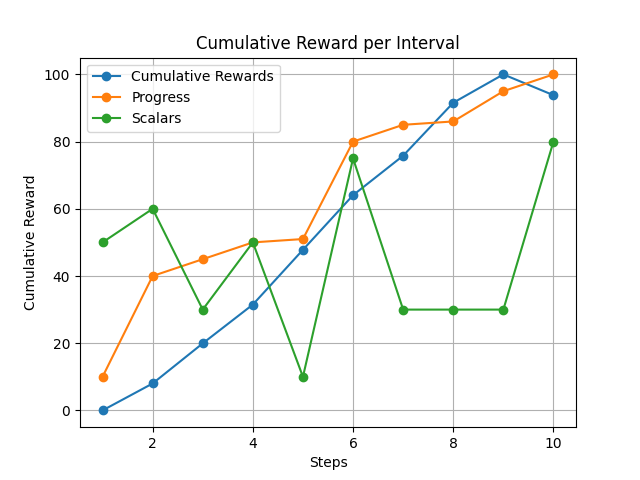 Cumulative Reward per Interval
Cumulative Rewards
Progress
Scalars
Cumulative Reward
100
80
60
40
20
0
2 4 6 8 10
Steps